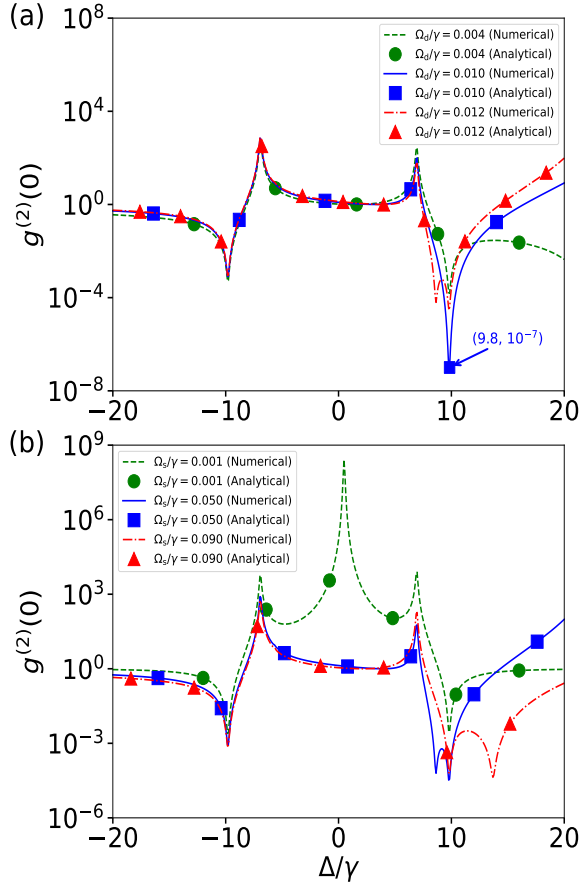 (a)
10^8
10^4
10^0
10^-4
10^-8
g^(2)(0)
Ω_d/γ = 0.004 (Numerical)
Ω_d/γ = 0.004 (Analytical)
Ω_d/γ = 0.010 (Numerical)
Ω_d/γ = 0.010 (Analytical)
Ω_d/γ = 0.012 (Numerical)
Ω_d/γ = 0.012 (Analytical)
(9.8, 10^-7)
−20 −10 0 10 20
(b)
10^9
10^6
10^3
10^0
10^-3
10^-6
g^(2)(0)
Ω_s/γ = 0.001 (Numerical)
Ω_s/γ = 0.001 (Analytical)
Ω_s/γ = 0.050 (Numerical)
Ω_s/γ = 0.050 (Analytical)
Ω_s/γ = 0.090 (Numerical)
Ω_s/γ = 0.090 (Analytical)
−20 −10 0 10 20
Δ/γ